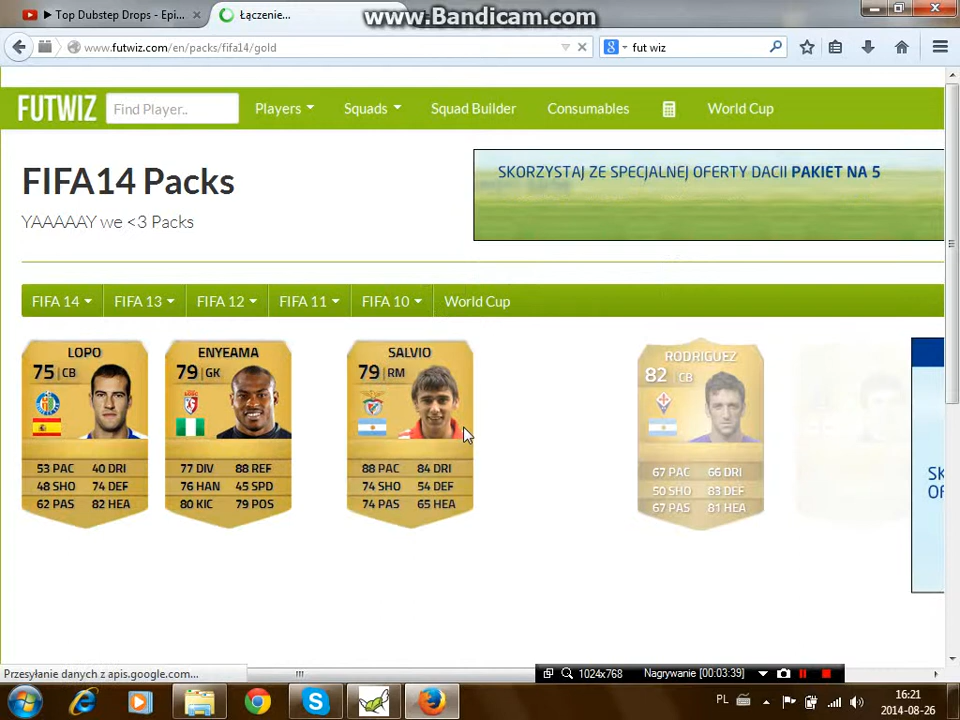 ▶ Top Dubstep Drops - Epi... ×
Łączenie...
www.Bandicam.com
www.futwiz.com/en/packs/fifa14/gold
fut wiz
FUTWIZ
Find Player..
Players
Squads
Squad Builder
Consumables
World Cup
FIFA14 Packs
YAAAAAY we <3 Packs
SKORZYSTAJ ZE SPECJALNEJ OFERTY DACII PAKIET NA 5
FIFA 14
FIFA 13
FIFA 12
FIFA 11
FIFA 10
World Cup
LOPO
75 | CB
53 PAC 40 DRI
48 SHO 74 DEF
62 PAS 82 HEA
ENYEAMA
79 | GK
77 DIV 88 REF
76 HAN 45 SPD
80 KIC 79 POS
SALVIO
79 | RM
88 PAC 84 DRI
74 SHO 54 DEF
74 PAS 65 HEA
RODRIGUEZ
82 | CB
67 PAC 66 DRI
50 SHO 83 DEF
67 PAS 81 HEA
SK
OF
Przesyłanie danych z apis.google.com...
1024x768
Nagrywanie [00:03:39]
PL
16:21
2014-08-26